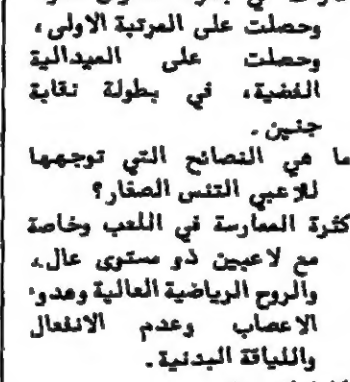 وحصلت على المرتبة الاولى،
وحصلت على الميدالية
الفضية، في بطولة نقابة
جنين.
ما هي النصائح التي توجهها
للاعبي التنس الصغار؟
كثرة الممارسة في اللعب وخاصة
مع لاعبين ذو مستوى عال،
والروح الرياضية العالية وهدوء
الاعصاب وعدم الانفعال
واللياقة البدنية.